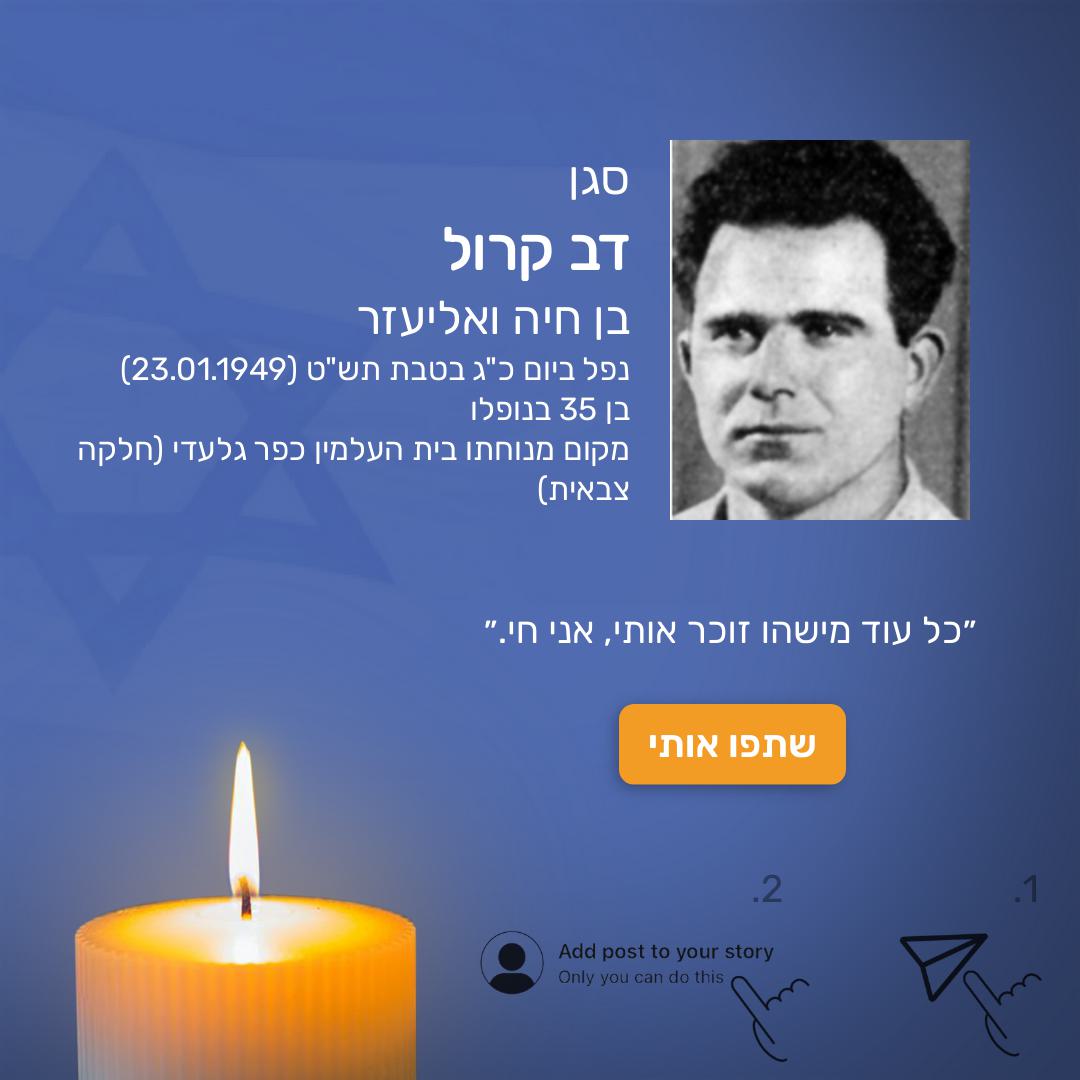 סגן
דב קרול
בן חיה ואליעזר
נפל ביום כ"ג בטבת תש"ט (23.01.1949)
בן 35 בנופלו
מקום מנוחתו בית העלמין כפר גלעדי (חלקה
צבאית)
״כל עוד מישהו זוכר אותי, אני חי.״
שתפו אותי
1.
2.
Add post to your story
Only you can do this